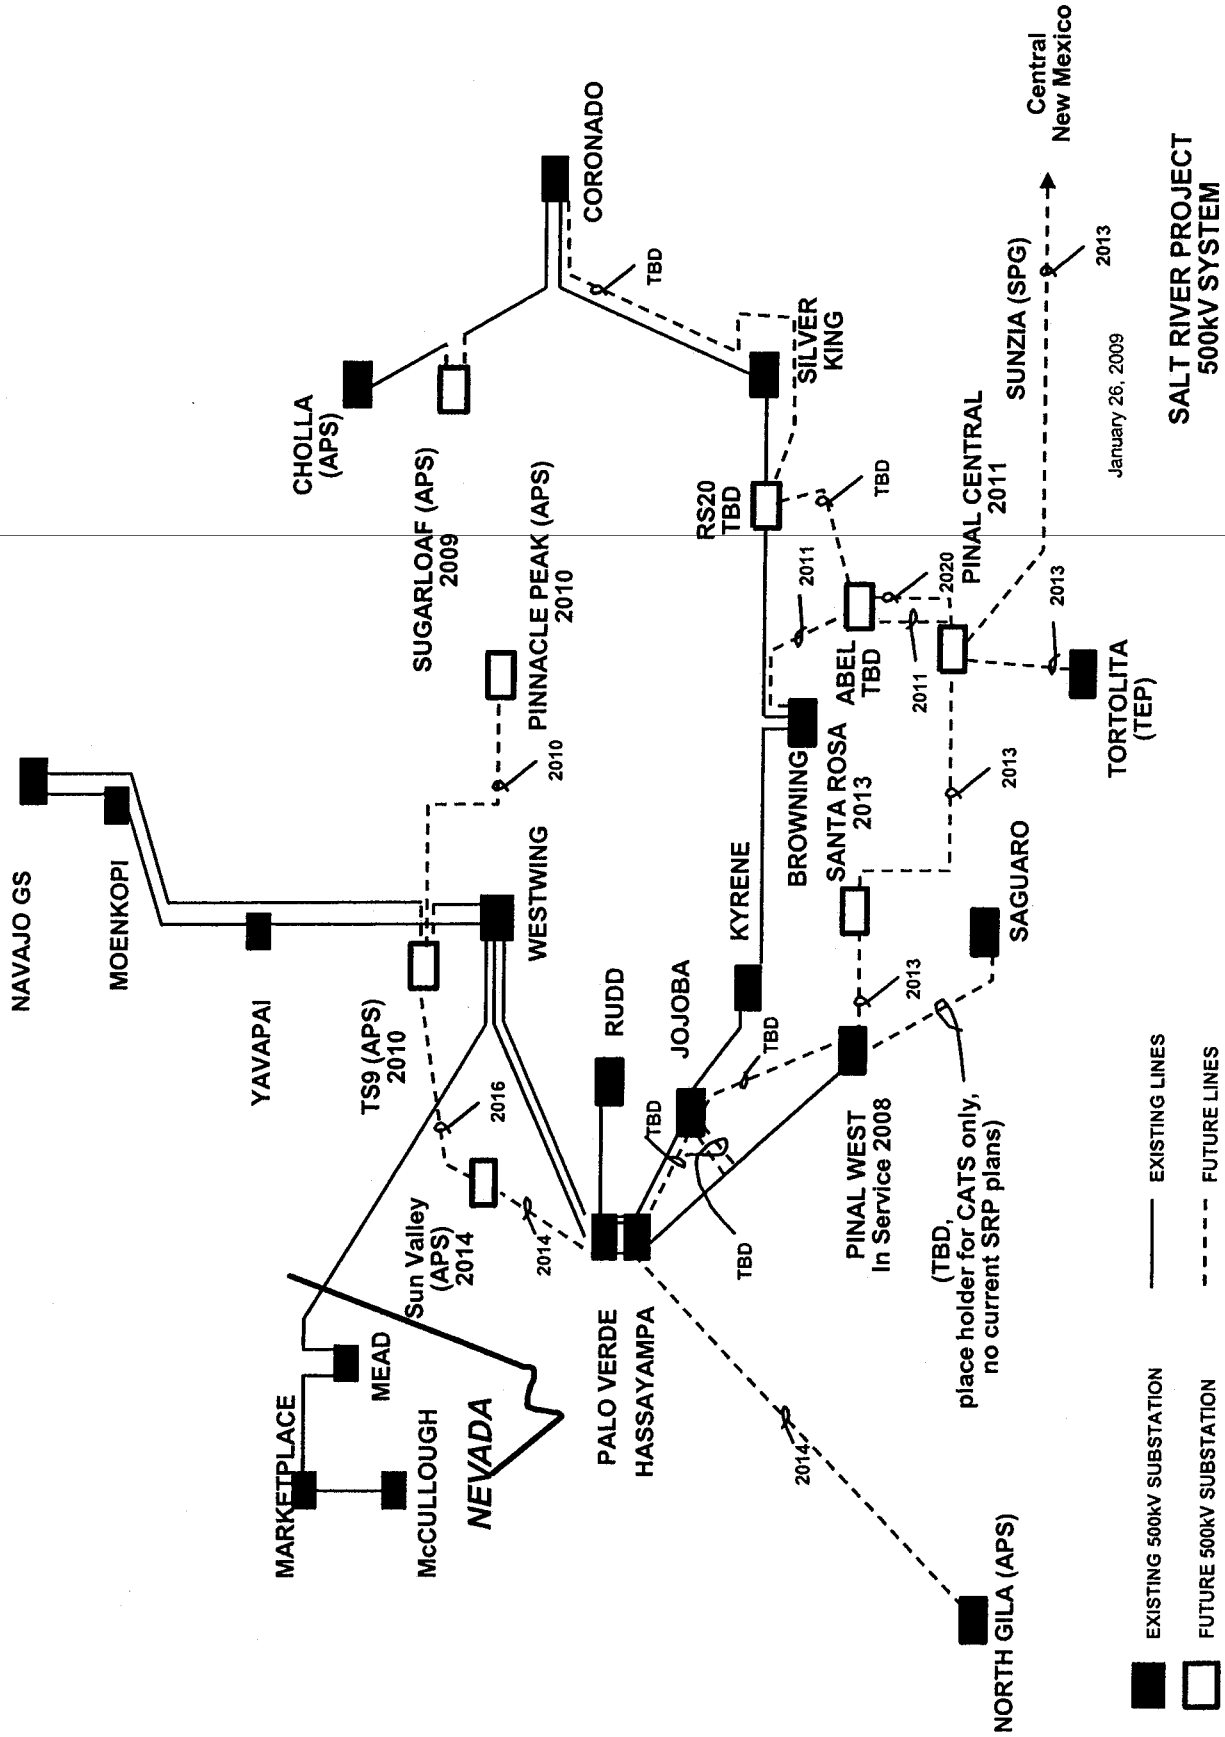 NAVAJO GS
MOENKOPI
YAVAPAI
MARKETPLACE
MEAD
McCULLOUGH
NEVADA
TS9 (APS)
2010
2016
Sun Valley
(APS)
2014
2014
WESTWING
2010
PINNACLE PEAK (APS)
2010
SUGARLOAF (APS)
2009
CHOLLA
(APS)
CORONADO
TBD
SILVER
KING
RS20
TBD
TBD
2011
ABEL
TBD
2020
2011
PINAL CENTRAL
2011
SUNZIA (SPG)
2013
Central
New Mexico
2013
TORTOLITA
(TEP)
2013
BROWNING
SANTA ROSA
2013
KYRENE
RUDD
JOJOBA
TBD
TBD
TBD
2013
SAGUARO
PALO VERDE
HASSAYAMPA
PINAL WEST
In Service 2008
(TBD,
place holder for CATS only,
no current SRP plans)
2014
NORTH GILA (APS)
EXISTING 500kV SUBSTATION
FUTURE 500kV SUBSTATION
EXISTING LINES
FUTURE LINES
January 26, 2009
SALT RIVER PROJECT
500kV SYSTEM